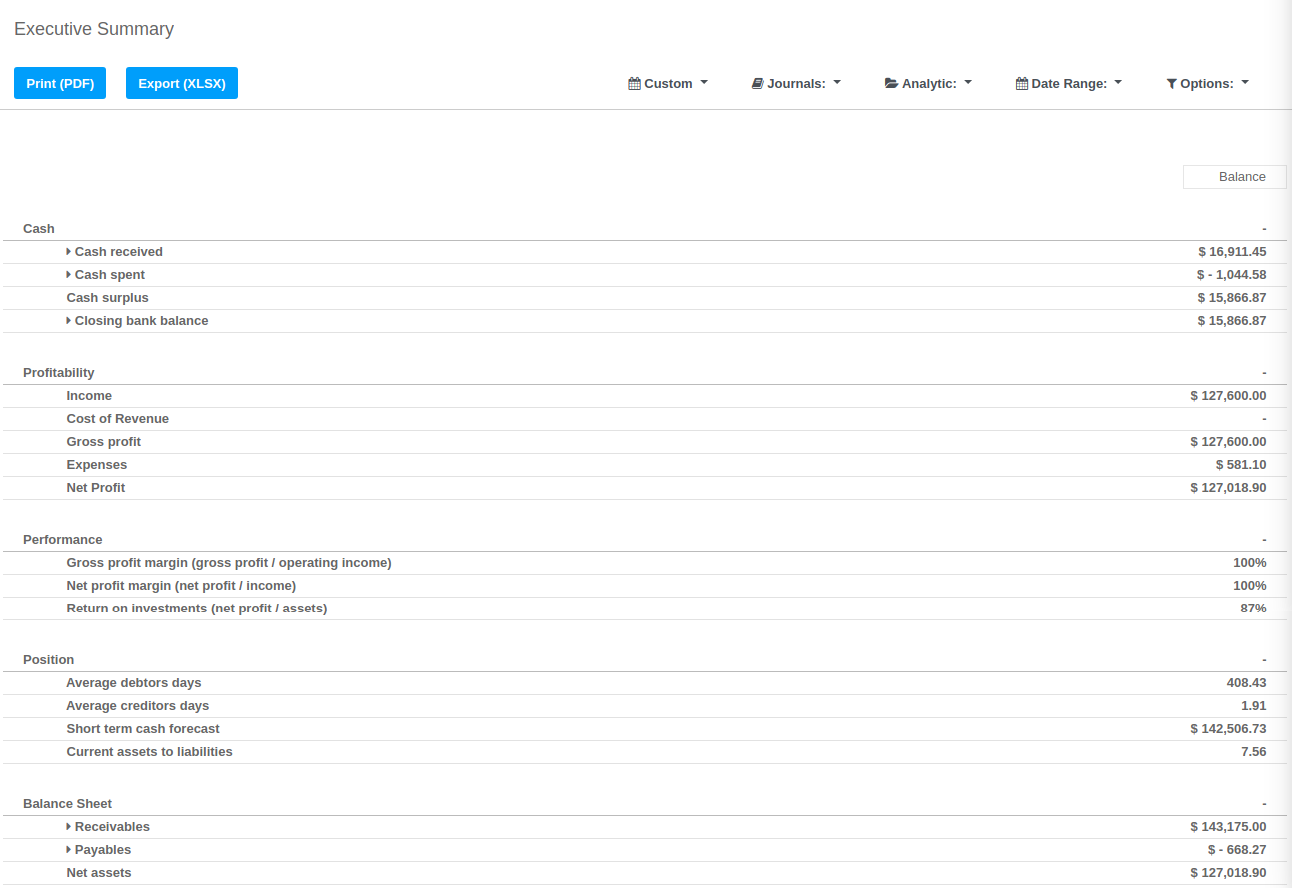 Executive Summary
Print (PDF) Export (XLSX) Custom Journals: Analytic: Date Range: Options:
Balance
Cash -
Cash received $ 16,911.45
Cash spent $ - 1,044.58
Cash surplus $ 15,866.87
Closing bank balance $ 15,866.87
Profitability -
Income $ 127,600.00
Cost of Revenue -
Gross profit $ 127,600.00
Expenses $ 581.10
Net Profit $ 127,018.90
Performance -
Gross profit margin (gross profit / operating income) 100%
Net profit margin (net profit / income) 100%
Return on investments (net profit / assets) 87%
Position -
Average debtors days 408.43
Average creditors days 1.91
Short term cash forecast $ 142,506.73
Current assets to liabilities 7.56
Balance Sheet -
Receivables $ 143,175.00
Payables $ - 668.27
Net assets $ 127,018.90